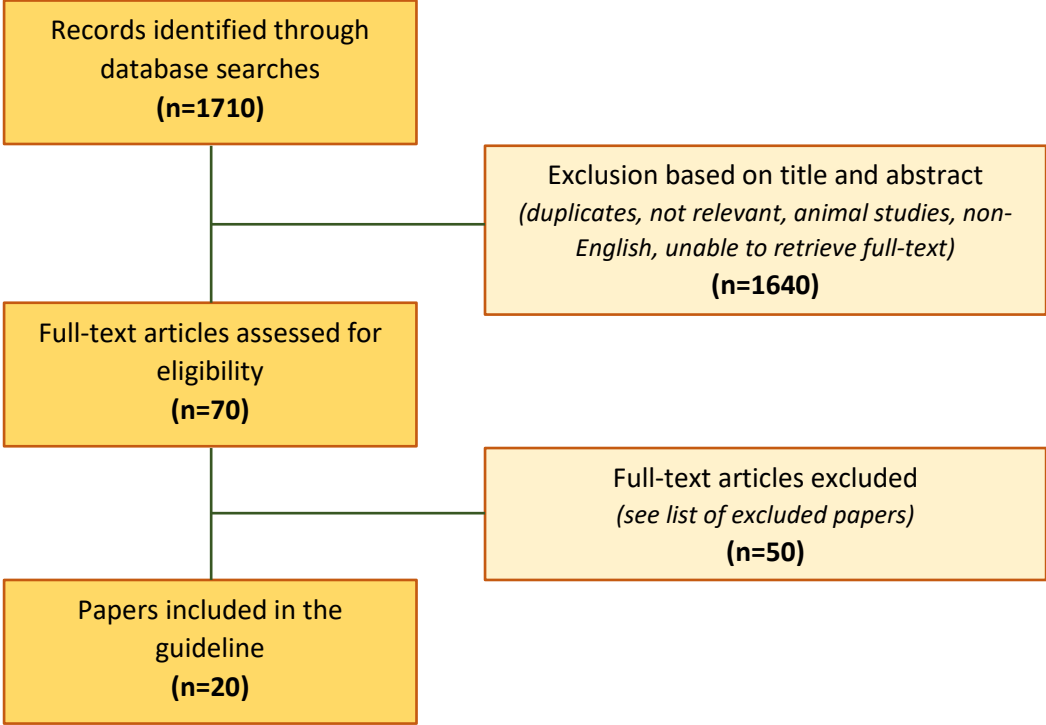 Records identified through
database searches
(n=1710)
Exclusion based on title and abstract
(duplicates, not relevant, animal studies, non-
English, unable to retrieve full-text)
(n=1640)
Full-text articles assessed for
eligibility
(n=70)
Full-text articles excluded
(see list of excluded papers)
(n=50)
Papers included in the
guideline
(n=20)